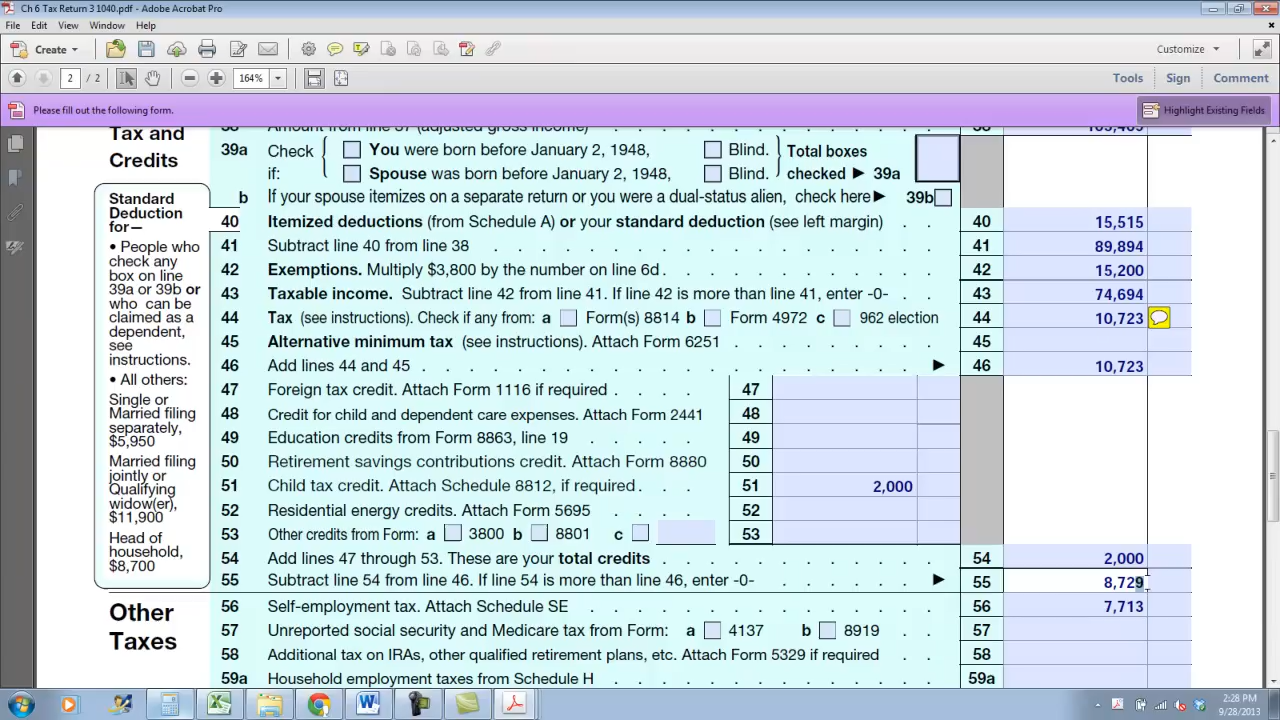 Ch 6 Tax Return 3 1040.pdf - Adobe Acrobat Pro
File Edit View Window Help
Create Customize
2 / 2 164% Tools Sign Comment
Please fill out the following form. Highlight Existing Fields
38 Amount from line 37 (adjusted gross income) 38 105,409
Tax and Credits
39a Check if: You were born before January 2, 1948, Blind. Total boxes
Spouse was born before January 2, 1948, Blind. checked ► 39a
b If your spouse itemizes on a separate return or you were a dual-status alien, check here ► 39b
40 Itemized deductions (from Schedule A) or your standard deduction (see left margin) . . 40 15,515
41 Subtract line 40 from line 38 . . . . . . . . . . . . . . . . . . . 41 89,894
42 Exemptions. Multiply $3,800 by the number on line 6d . . . . . . . . . . . . 42 15,200
43 Taxable income. Subtract line 42 from line 41. If line 42 is more than line 41, enter -0- . . 43 74,694
44 Tax (see instructions). Check if any from: a Form(s) 8814 b Form 4972 c 962 election 44 10,723
45 Alternative minimum tax (see instructions). Attach Form 6251 . . . . . . . . . 45
46 Add lines 44 and 45 . . . . . . . . . . . . . . . . . . . . . ► 46 10,723
47 Foreign tax credit. Attach Form 1116 if required . . . . 47
48 Credit for child and dependent care expenses. Attach Form 2441 48
49 Education credits from Form 8863, line 19 . . . . . 49
50 Retirement savings contributions credit. Attach Form 8880 50
51 Child tax credit. Attach Schedule 8812, if required . . . 51 2,000
52 Residential energy credits. Attach Form 5695 . . . . 52
53 Other credits from Form: a 3800 b 8801 c 53
54 Add lines 47 through 53. These are your total credits . . . . . . . . . . . . 54 2,000
55 Subtract line 54 from line 46. If line 54 is more than line 46, enter -0- . . . . . . ► 55 8,729
Standard
Deduction
for—
• People who
check any
box on line
39a or 39b or
who can be
claimed as a
dependent,
see
instructions.
• All others:
Single or
Married filing
separately,
$5,950
Married filing
jointly or
Qualifying
widow(er),
$11,900
Head of
household,
$8,700
Other Taxes
56 Self-employment tax. Attach Schedule SE . . . . . . . . . . . . . . . 56 7,713
57 Unreported social security and Medicare tax from Form: a 4137 b 8919 . . 57
58 Additional tax on IRAs, other qualified retirement plans, etc. Attach Form 5329 if required . . 58
59a Household employment taxes from Schedule H . . . . . . . . . . . . . . 59a
2:28 PM
9/28/2013